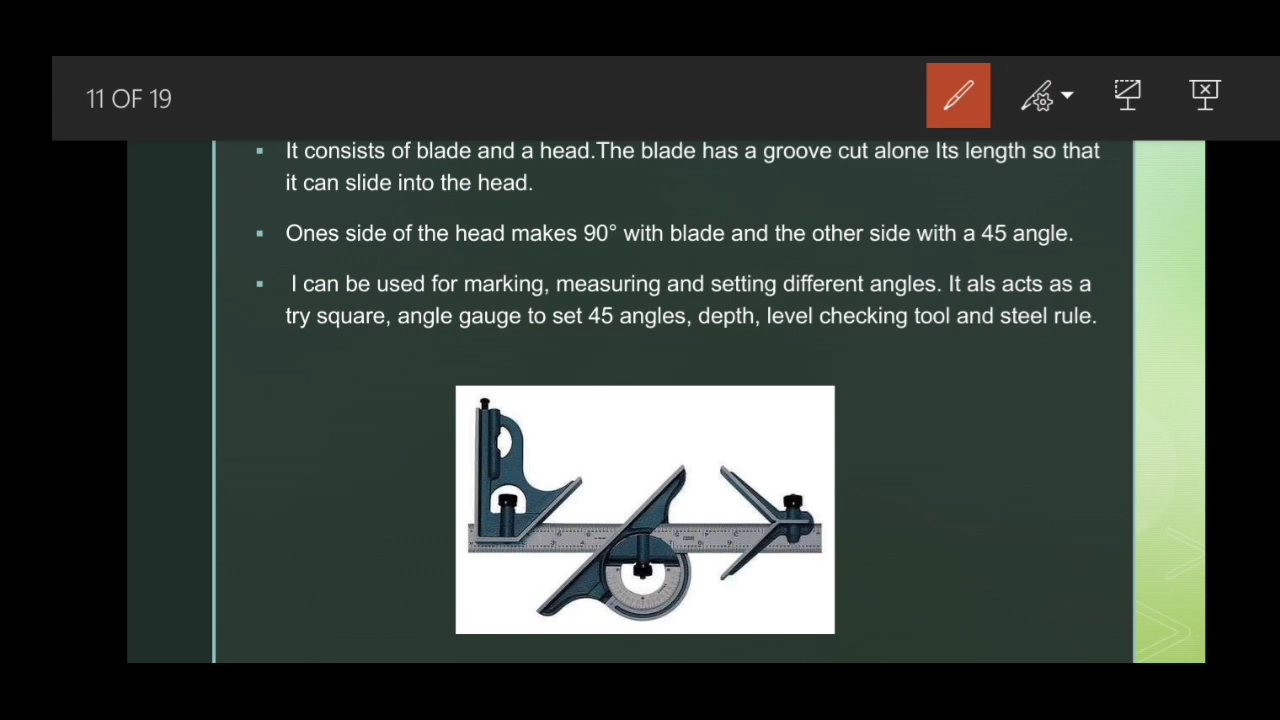 11 OF 19
It consists of blade and a head.The blade has a groove cut alone Its length so that
it can slide into the head.
Ones side of the head makes 90° with blade and the other side with a 45 angle.
I can be used for marking, measuring and setting different angles. It als acts as a
try square, angle gauge to set 45 angles, depth, level checking tool and steel rule.